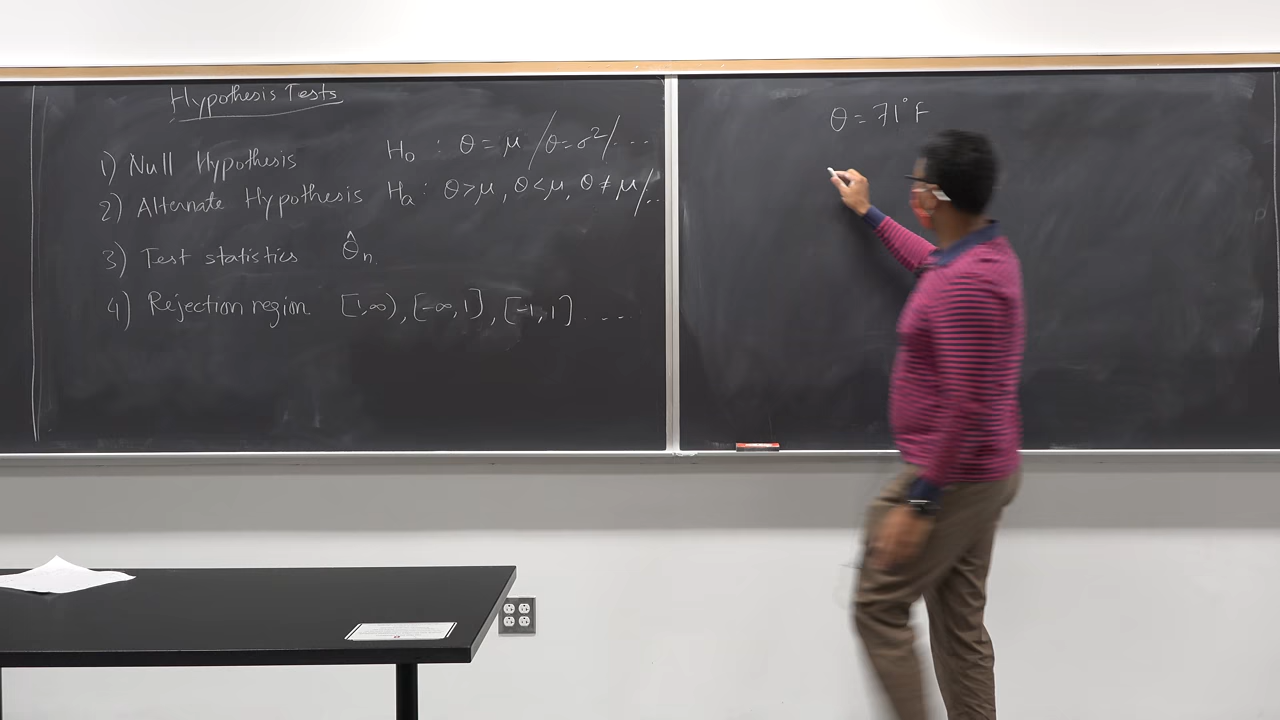 Hypothesis Tests
1) Null Hypothesis H₀ : θ = μ / θ = σ² / ...
2) Alternate Hypothesis Hₐ : θ > μ, θ < μ, θ ≠ μ / ..
3) Test statistics θ̂ₙ.
4) Rejection region [1,∞), [-∞, 1], [-1, 1] ....
θ = 71°F